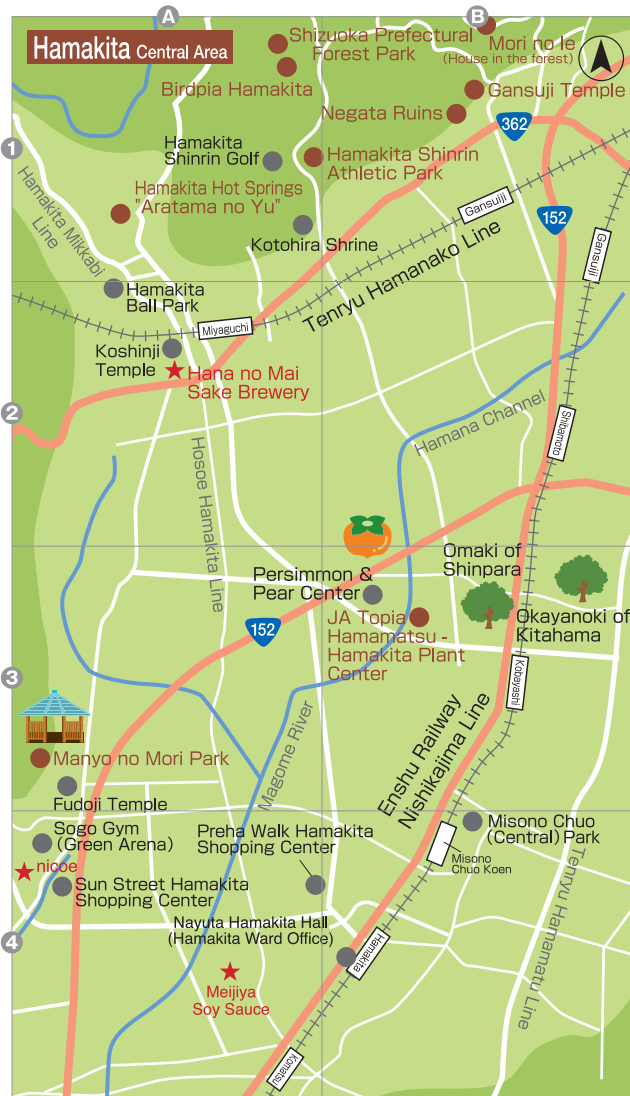 A
B
Hamakita Central Area
Shizuoka Prefectural
Forest Park
Mori no Ie
(House in the forest)
Birdpia Hamakita
Gansuji Temple
Negata Ruins
362
1
Hamakita
Shinrin Golf
Hamakita Shinrin
Athletic Park
Hamakita Mikkabi
Line
Hamakita Hot Springs
"Aratama no Yu"
Gansuiji
152
Gansuiji
Kotohira Shrine
Tenryu Hamanako Line
Hamakita
Ball Park
Miyaguchi
Koshinji
Temple
Hana no Mai
Sake Brewery
2
Hosoe Hamakita Line
Hamana Channel
Shibamoto
Omaki of
Shinpara
Persimmon &
Pear Center
152
JA Topia
Hamamatsu -
Hamakita Plant
Center
Okayanoki of
Kitahama
3
Kobayashi
Magome River
Enshu Railway
Nishikajima Line
Manyo no Mori Park
Fudoji Temple
Sogo Gym
(Green Arena)
Preha Walk Hamakita
Shopping Center
Misono Chuo
(Central) Park
Misono
Chuo Koen
nicoe
Sun Street Hamakita
Shopping Center
Tenryu Hamamatu Line
4
Nayuta Hamakita Hall
(Hamakita Ward Office)
Hamakita
Meijiya
Soy Sauce
Komatsu